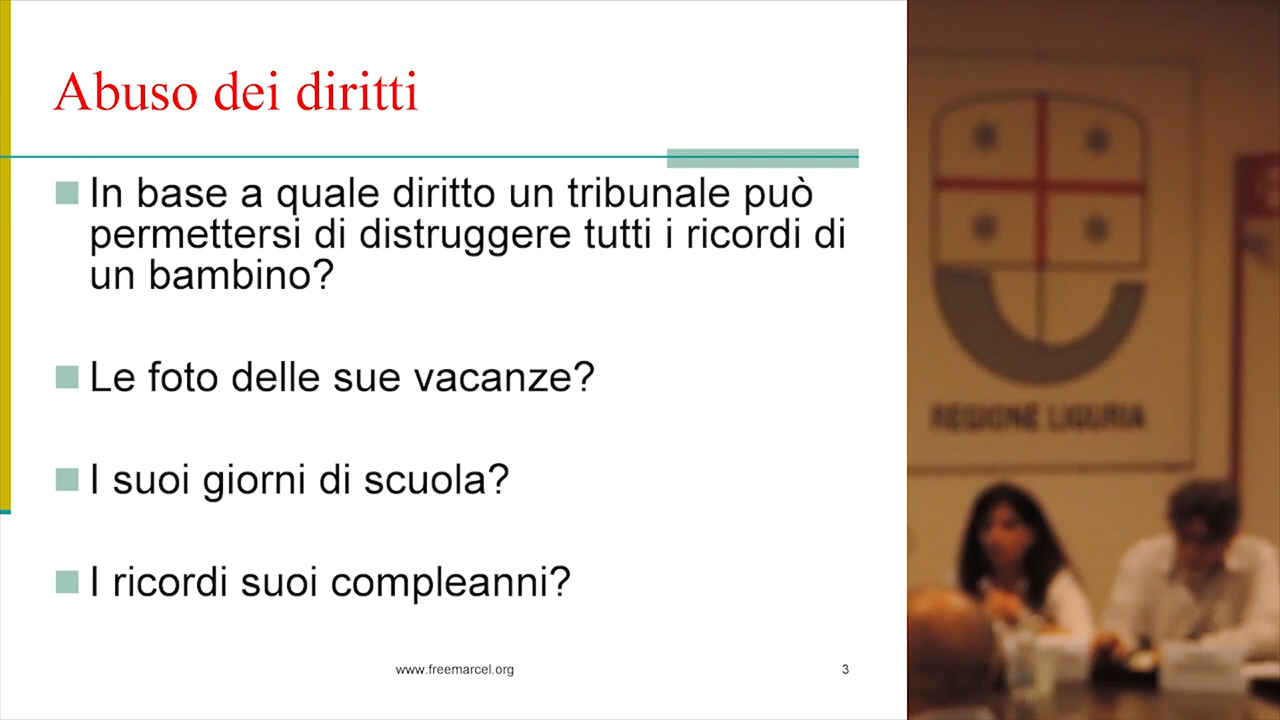 Abuso dei diritti
In base a quale diritto un tribunale può
permettersi di distruggere tutti i ricordi di
un bambino?
Le foto delle sue vacanze?
I suoi giorni di scuola?
I ricordi suoi compleanni?
www.freemarcel.org
3
REGIONE LIGURIA